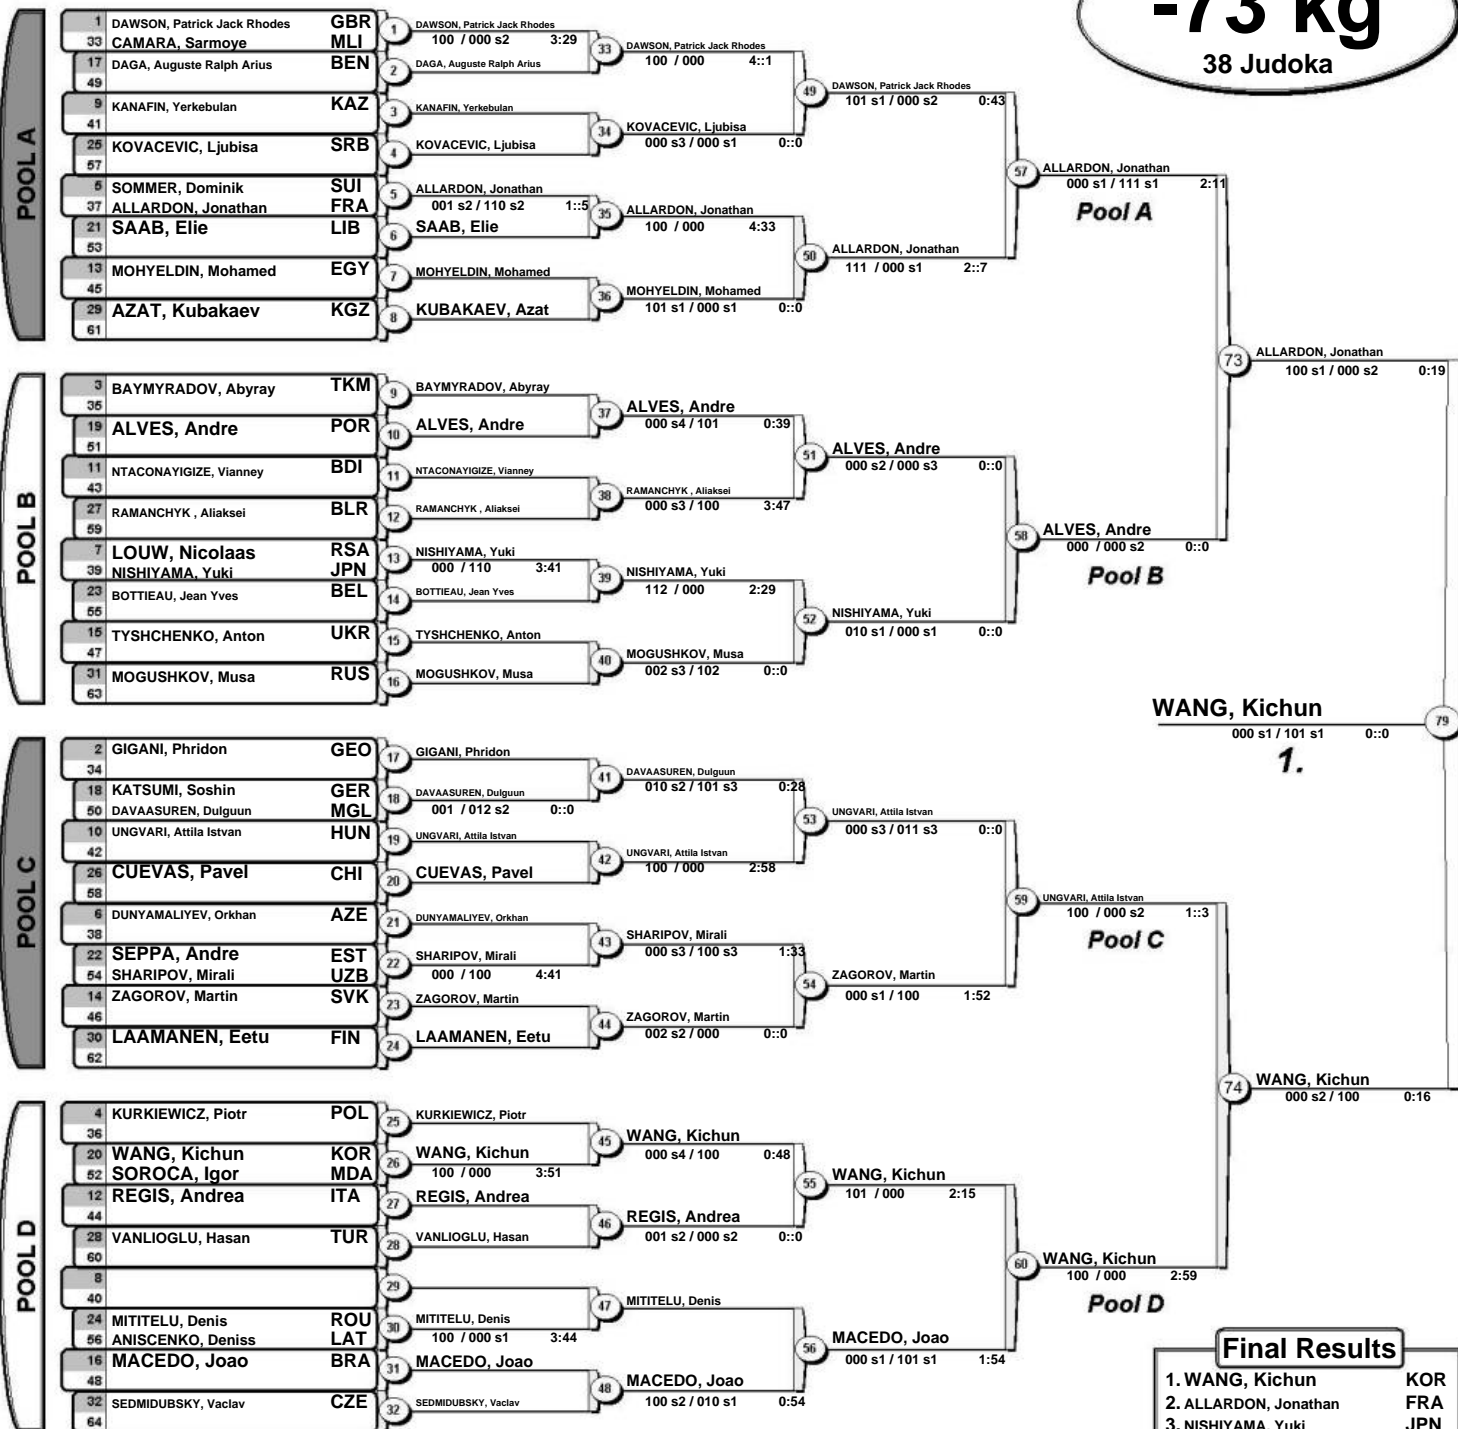 -73 kg
38 Judoka
POOL A
1 DAWSON, Patrick Jack Rhodes GBR
33 CAMARA, Sarmoye MLI
17 DAGA, Auguste Ralph Arius BEN
49
9 KANAFIN, Yerkebulan KAZ
41
25 KOVACEVIC, Ljubisa SRB
57
5 SOMMER, Dominik SUI
37 ALLARDON, Jonathan FRA
21 SAAB, Elie LIB
53
13 MOHYELDIN, Mohamed EGY
45
29 AZAT, Kubakaev KGZ
61
1 DAWSON, Patrick Jack Rhodes
100 / 000 s2 3:29
2 DAGA, Auguste Ralph Arius
3 KANAFIN, Yerkebulan
4 KOVACEVIC, Ljubisa
5 ALLARDON, Jonathan
001 s2 / 110 s2 1::5
6 SAAB, Elie
7 MOHYELDIN, Mohamed
8 KUBAKAEV, Azat
33 DAWSON, Patrick Jack Rhodes
100 / 000 4::1
34 KOVACEVIC, Ljubisa
000 s3 / 000 s1 0::0
35 ALLARDON, Jonathan
100 / 000 4:33
36 MOHYELDIN, Mohamed
101 s1 / 000 s1 0::0
49 DAWSON, Patrick Jack Rhodes
101 s1 / 000 s2 0:43
50 ALLARDON, Jonathan
111 / 000 s1 2::7
57 ALLARDON, Jonathan
000 s1 / 111 s1 2:11
Pool A
POOL B
3 BAYMYRADOV, Abyray TKM
35
19 ALVES, Andre POR
51
11 NTACONAYIGIZE, Vianney BDI
43
27 RAMANCHYK , Aliaksei BLR
59
7 LOUW, Nicolaas RSA
39 NISHIYAMA, Yuki JPN
23 BOTTIEAU, Jean Yves BEL
55
15 TYSHCHENKO, Anton UKR
47
31 MOGUSHKOV, Musa RUS
63
9 BAYMYRADOV, Abyray
10 ALVES, Andre
11 NTACONAYIGIZE, Vianney
12 RAMANCHYK , Aliaksei
13 NISHIYAMA, Yuki
000 / 110 3:41
14 BOTTIEAU, Jean Yves
15 TYSHCHENKO, Anton
16 MOGUSHKOV, Musa
37 ALVES, Andre
000 s4 / 101 0:39
38 RAMANCHYK , Aliaksei
000 s3 / 100 3:47
39 NISHIYAMA, Yuki
112 / 000 2:29
40 MOGUSHKOV, Musa
002 s3 / 102 0::0
51 ALVES, Andre
000 s2 / 000 s3 0::0
52 NISHIYAMA, Yuki
010 s1 / 000 s1 0::0
58 ALVES, Andre
000 / 000 s2 0::0
Pool B
73 ALLARDON, Jonathan
100 s1 / 000 s2 0:19
WANG, Kichun 79
000 s1 / 101 s1 0::0
1.
POOL C
2 GIGANI, Phridon GEO
34
18 KATSUMI, Soshin GER
50 DAVAASUREN, Dulguun MGL
10 UNGVARI, Attila Istvan HUN
42
26 CUEVAS, Pavel CHI
58
6 DUNYAMALIYEV, Orkhan AZE
38
22 SEPPA, Andre EST
54 SHARIPOV, Mirali UZB
14 ZAGOROV, Martin SVK
46
30 LAAMANEN, Eetu FIN
62
17 GIGANI, Phridon
18 DAVAASUREN, Dulguun
001 / 012 s2 0::0
19 UNGVARI, Attila Istvan
20 CUEVAS, Pavel
21 DUNYAMALIYEV, Orkhan
22 SHARIPOV, Mirali
000 / 100 4:41
23 ZAGOROV, Martin
24 LAAMANEN, Eetu
41 DAVAASUREN, Dulguun
010 s2 / 101 s3 0:28
42 UNGVARI, Attila Istvan
100 / 000 2:58
43 SHARIPOV, Mirali
000 s3 / 100 s3 1:33
44 ZAGOROV, Martin
002 s2 / 000 0::0
53 UNGVARI, Attila Istvan
000 s3 / 011 s3 0::0
54 ZAGOROV, Martin
000 s1 / 100 1:52
59 UNGVARI, Attila Istvan
100 / 000 s2 1::3
Pool C
POOL D
4 KURKIEWICZ, Piotr POL
36
20 WANG, Kichun KOR
52 SOROCA, Igor MDA
12 REGIS, Andrea ITA
44
28 VANLIOGLU, Hasan TUR
60
8
40
24 MITITELU, Denis ROU
56 ANISCENKO, Deniss LAT
16 MACEDO, Joao BRA
48
32 SEDMIDUBSKY, Vaclav CZE
64
25 KURKIEWICZ, Piotr
26 WANG, Kichun
100 / 000 3:51
27 REGIS, Andrea
28 VANLIOGLU, Hasan
29
30 MITITELU, Denis
100 / 000 s1 3:44
31 MACEDO, Joao
32 SEDMIDUBSKY, Vaclav
45 WANG, Kichun
000 s4 / 100 0:48
46 REGIS, Andrea
001 s2 / 000 s2 0::0
47 MITITELU, Denis
48 MACEDO, Joao
100 s2 / 010 s1 0:54
55 WANG, Kichun
101 / 000 2:15
56 MACEDO, Joao
000 s1 / 101 s1 1:54
60 WANG, Kichun
100 / 000 2:59
Pool D
74 WANG, Kichun
000 s2 / 100 0:16
Final Results
1. WANG, Kichun KOR
2. ALLARDON, Jonathan FRA
3. NISHIYAMA, Yuki JPN